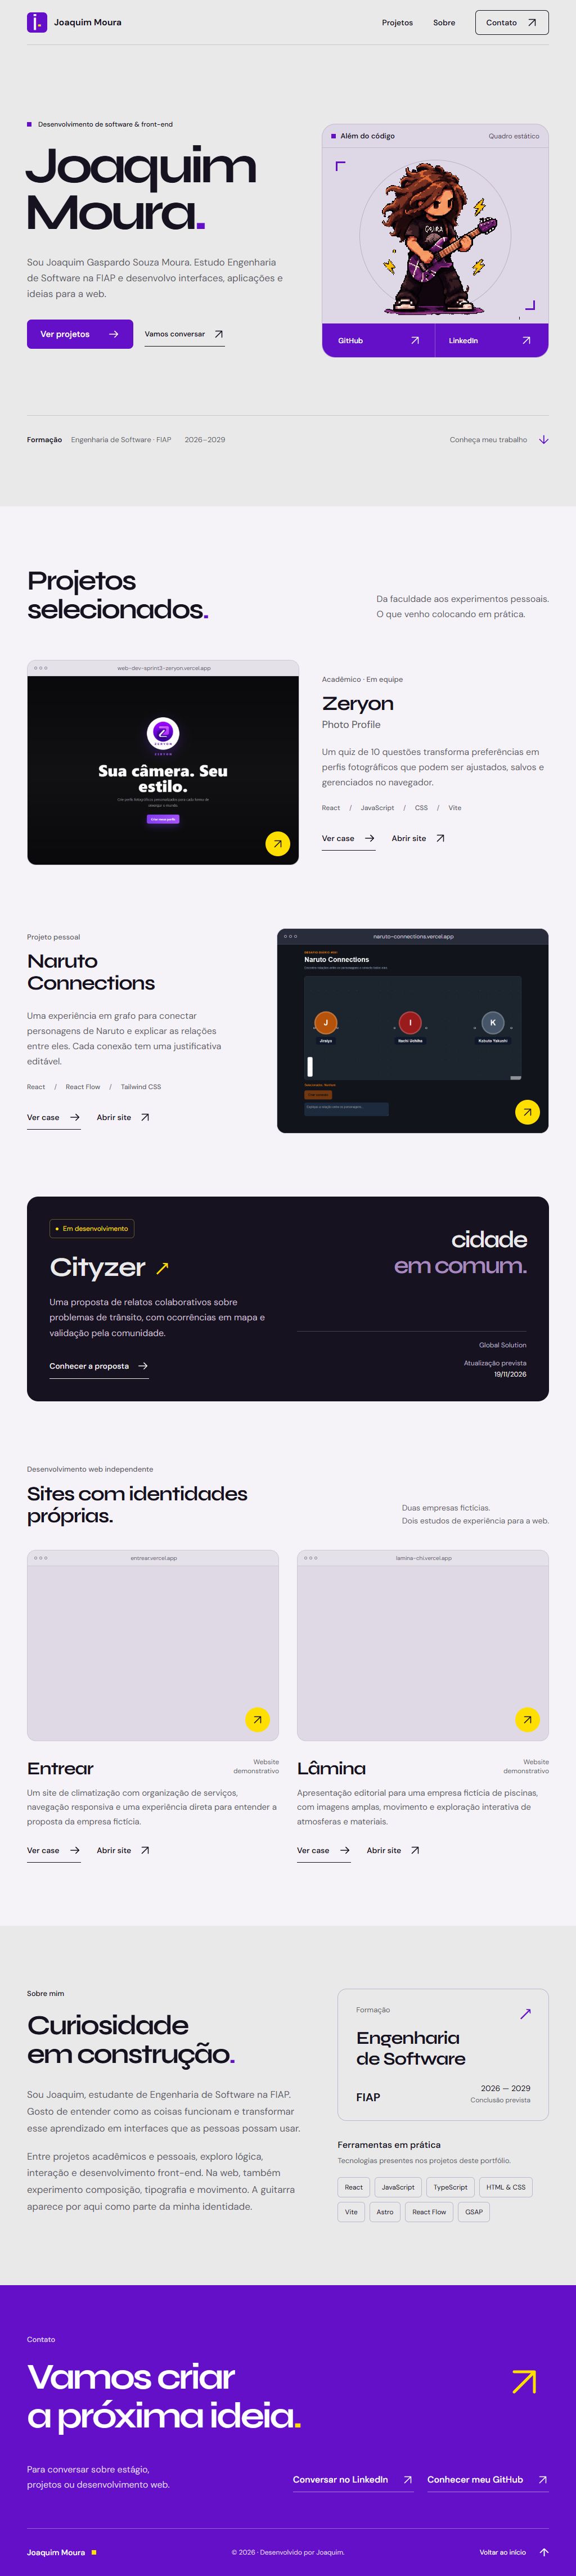 j.
Joaquim Moura
Projetos
Sobre
Contato
Desenvolvimento de software & front-end
Joaquim
Moura.
Sou Joaquim Gaspardo Souza Moura. Estudo Engenharia
de Software na FIAP e desenvolvo interfaces, aplicações e
ideias para a web.
Ver projetos
Vamos conversar
Além do código
Quadro estático
GitHub
LinkedIn
Formação Engenharia de Software · FIAP 2026–2029
Conheça meu trabalho
Projetos
selecionados.
Da faculdade aos experimentos pessoais.
O que venho colocando em prática.
web-dev-sprint3-zeryon.vercel.app
Sua câmera. Seu
estilo.
Acadêmico · Em equipe
Zeryon
Photo Profile
Um quiz de 10 questões transforma preferências em
perfis fotográficos que podem ser ajustados, salvos e
gerenciados no navegador.
React / JavaScript / CSS / Vite
Ver case
Abrir site
Projeto pessoal
Naruto
Connections
Uma experiência em grafo para conectar
personagens de Naruto e explicar as relações
entre eles. Cada conexão tem uma justificativa
editável.
React / React Flow / Tailwind CSS
Ver case
Abrir site
naruto-connections.vercel.app
Naruto Connections
J
I
K
Jiraiya
Itachi Uchiha
Kabuto Yakushi
Em desenvolvimento
Cityzer
Uma proposta de relatos colaborativos sobre
problemas de trânsito, com ocorrências em mapa e
validação pela comunidade.
Conhecer a proposta
cidade
em comum.
Global Solution
Atualização prevista
19/11/2026
Desenvolvimento web independente
Sites com identidades
próprias.
Duas empresas fictícias.
Dois estudos de experiência para a web.
entrear.vercel.app
lamina-chi.vercel.app
Entrear
Website
demonstrativo
Um site de climatização com organização de serviços,
navegação responsiva e uma experiência direta para entender a
proposta da empresa fictícia.
Ver case
Abrir site
Lâmina
Website
demonstrativo
Apresentação editorial para uma empresa fictícia de piscinas,
com imagens amplas, movimento e exploração interativa de
atmosferas e materiais.
Ver case
Abrir site
Sobre mim
Curiosidade
em construção.
Sou Joaquim, estudante de Engenharia de Software na FIAP.
Gosto de entender como as coisas funcionam e transformar
esse aprendizado em interfaces que as pessoas possam usar.
Entre projetos acadêmicos e pessoais, exploro lógica,
interação e desenvolvimento front-end. Na web, também
experimento composição, tipografia e movimento. A guitarra
aparece por aqui como parte da minha identidade.
Formação
Engenharia
de Software
FIAP
2026 — 2029
Conclusão prevista
Ferramentas em prática
Tecnologias presentes nos projetos deste portfólio.
React
JavaScript
TypeScript
HTML & CSS
Vite
Astro
React Flow
GSAP
Contato
Vamos criar
a próxima ideia.
Para conversar sobre estágio,
projetos ou desenvolvimento web.
Conversar no LinkedIn
Conhecer meu GitHub
Joaquim Moura
© 2026 · Desenvolvido por Joaquim.
Voltar ao início